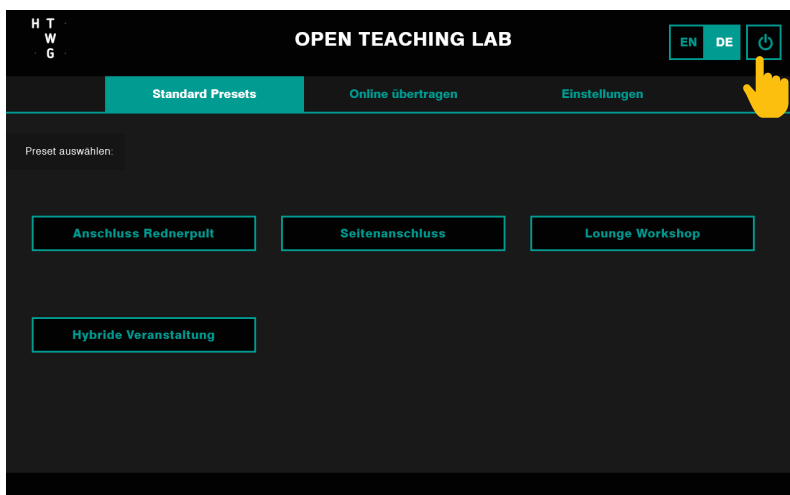 H T
W
G
OPEN TEACHING LAB
EN DE
Standard Presets Online übertragen Einstellungen
Preset auswählen:
Anschluss Rednerpult Seitenanschluss Lounge Workshop
Hybride Veranstaltung